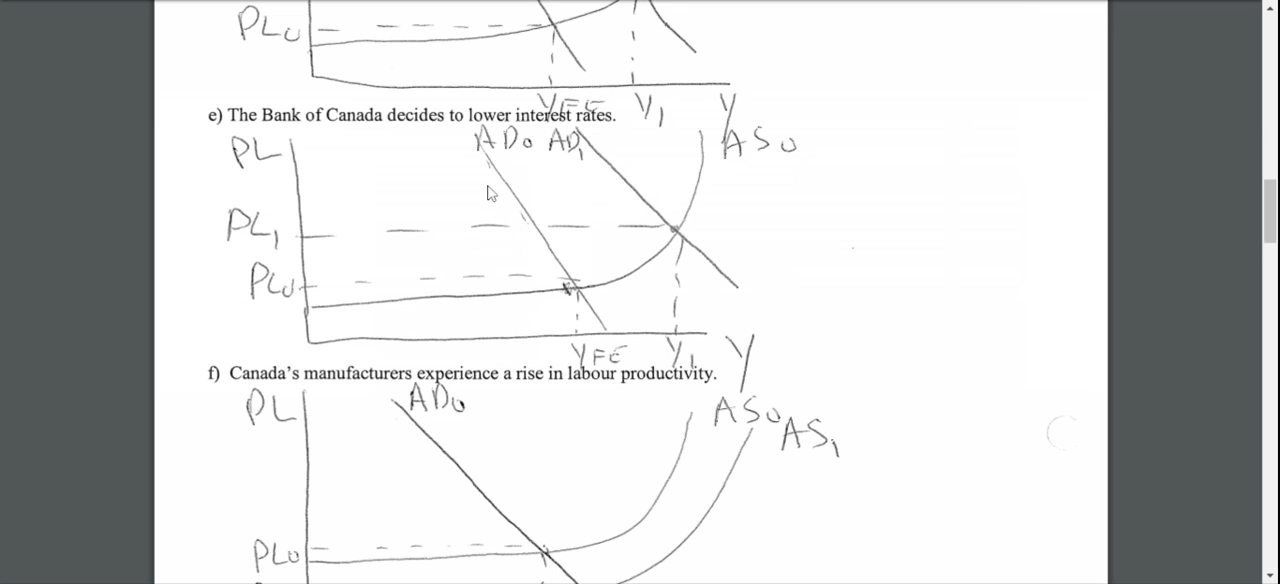 PL0
YFE Y1 Y
e) The Bank of Canada decides to lower interest rates.
PL AD0 AD1 AS0
PL1
PL0
YFE Y1 Y
f) Canada's manufacturers experience a rise in labour productivity.
PL AD0 AS0 AS1
PL0